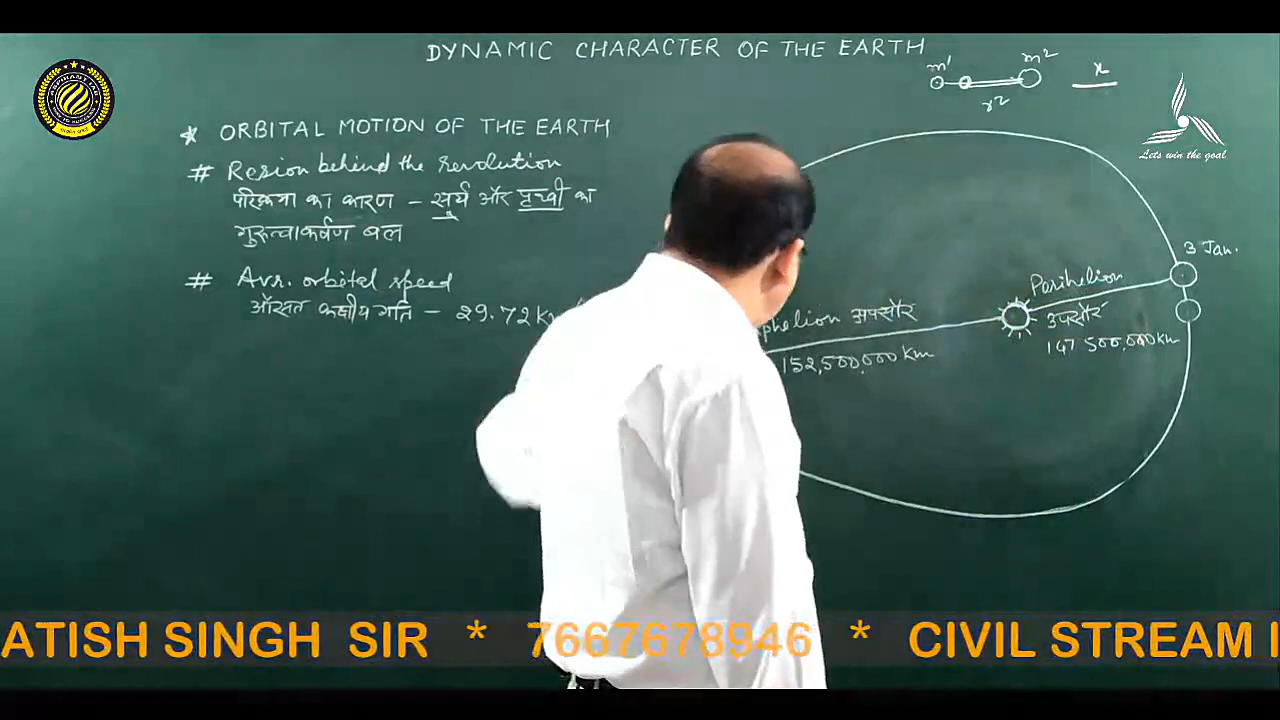 DYNAMIC CHARACTER OF THE EARTH
m1 m2 x
r2
* ORBITAL MOTION OF THE EARTH
# Resion behind the revolution
परिक्रमा का कारण – सूर्य और पृथ्वी का
गुरुत्वाकर्षण बल
# Avr. orbital speed
औसत कक्षीय गति – 29.72 K
3 Jan.
Perihelion
उपसौर
147 500,000 Km
phelion अपसौर
152,500,000 Km
Lets win the goal
ATISH SINGH SIR * 7667678946 * CIVIL STREAM I